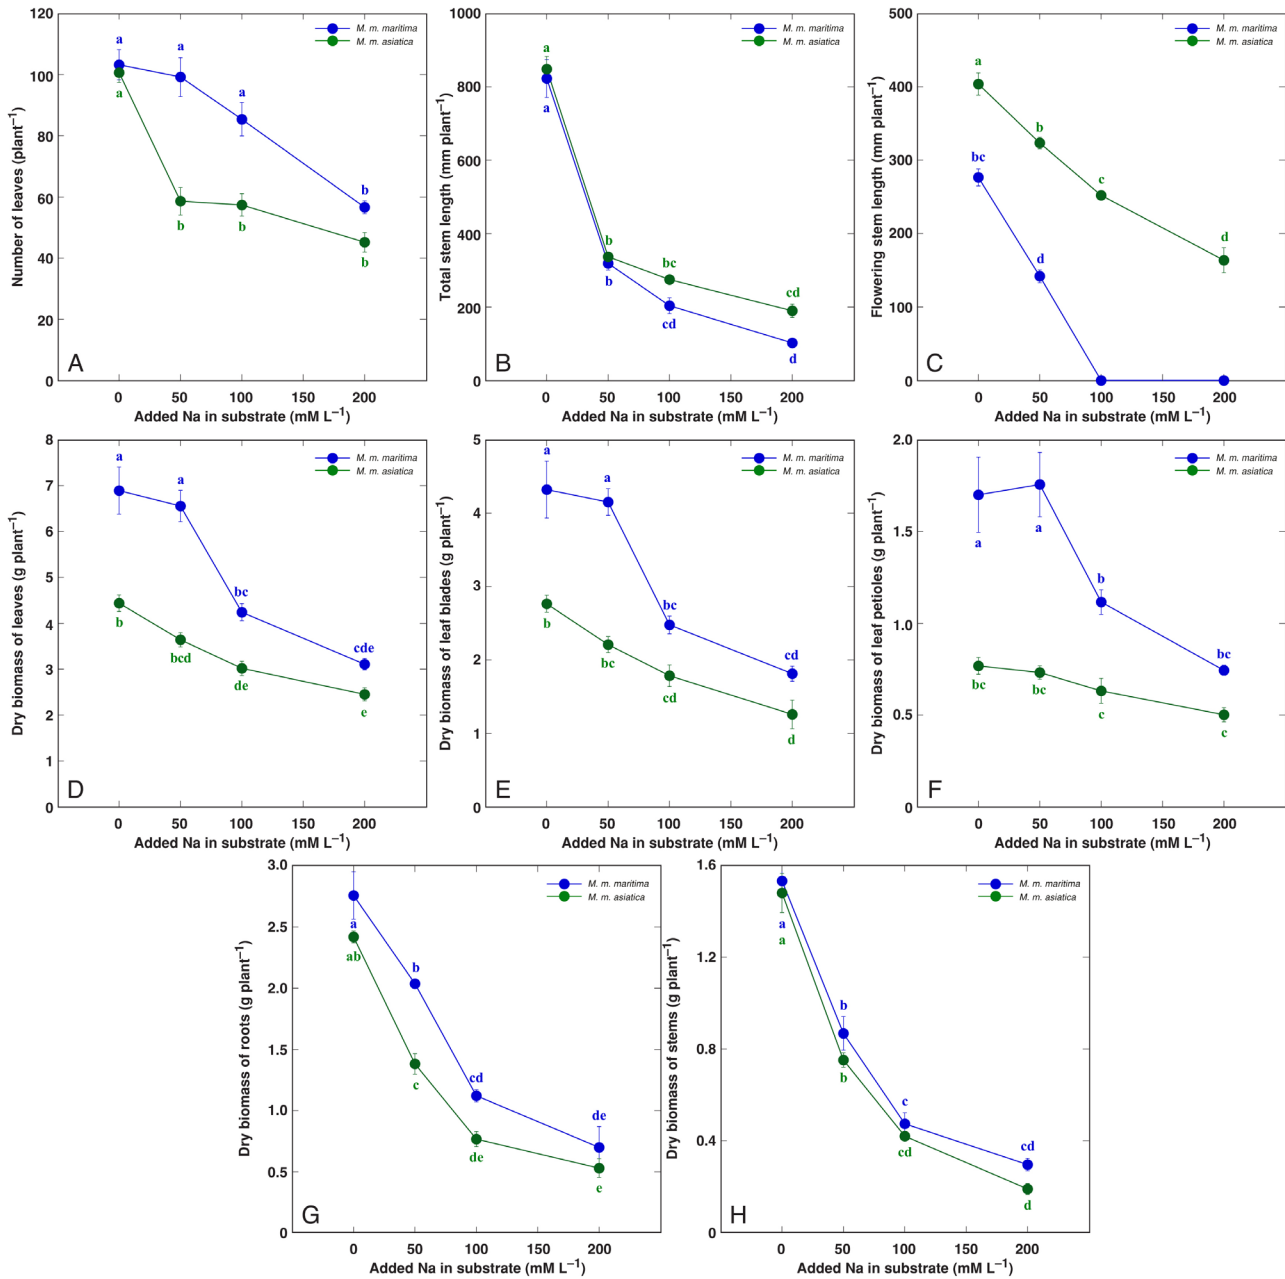 Number of leaves (plant⁻¹)
120
100
80
60
40
20
0
M. m. maritima
M. m. asiatica
a
a
a
b
a
b
b
b
A
0 50 100 150 200
Added Na in substrate (mM L⁻¹)
Total stem length (mm plant⁻¹)
1000
800
600
400
200
0
M. m. maritima
M. m. asiatica
a
a
b
b
bc
cd
cd
d
B
0 50 100 150 200
Added Na in substrate (mM L⁻¹)
Flowering stem length (mm plant⁻¹)
500
400
300
200
100
0
M. m. maritima
M. m. asiatica
a
b
bc
c
d
d
C
0 50 100 150 200
Added Na in substrate (mM L⁻¹)
Dry biomass of leaves (g plant⁻¹)
8
7
6
5
4
3
2
1
0
M. m. maritima
M. m. asiatica
a
a
bc
cde
b
bcd
de
e
D
0 50 100 150 200
Added Na in substrate (mM L⁻¹)
Dry biomass of leaf blades (g plant⁻¹)
5
4
3
2
1
0
M. m. maritima
M. m. asiatica
a
a
bc
cd
b
bc
cd
d
E
0 50 100 150 200
Added Na in substrate (mM L⁻¹)
Dry biomass of leaf petioles (g plant⁻¹)
2.0
1.5
1.0
0.5
0
M. m. maritima
M. m. asiatica
a
a
b
bc
bc
bc
c
c
F
0 50 100 150 200
Added Na in substrate (mM L⁻¹)
Dry biomass of roots (g plant⁻¹)
3.0
2.5
2.0
1.5
1.0
0.5
0
M. m. maritima
M. m. asiatica
a
ab
b
c
cd
de
de
e
G
0 50 100 150 200
Added Na in substrate (mM L⁻¹)
Dry biomass of stems (g plant⁻¹)
1.6
1.2
0.8
0.4
0
M. m. maritima
M. m. asiatica
a
a
b
b
c
cd
cd
d
H
0 50 100 150 200
Added Na in substrate (mM L⁻¹)